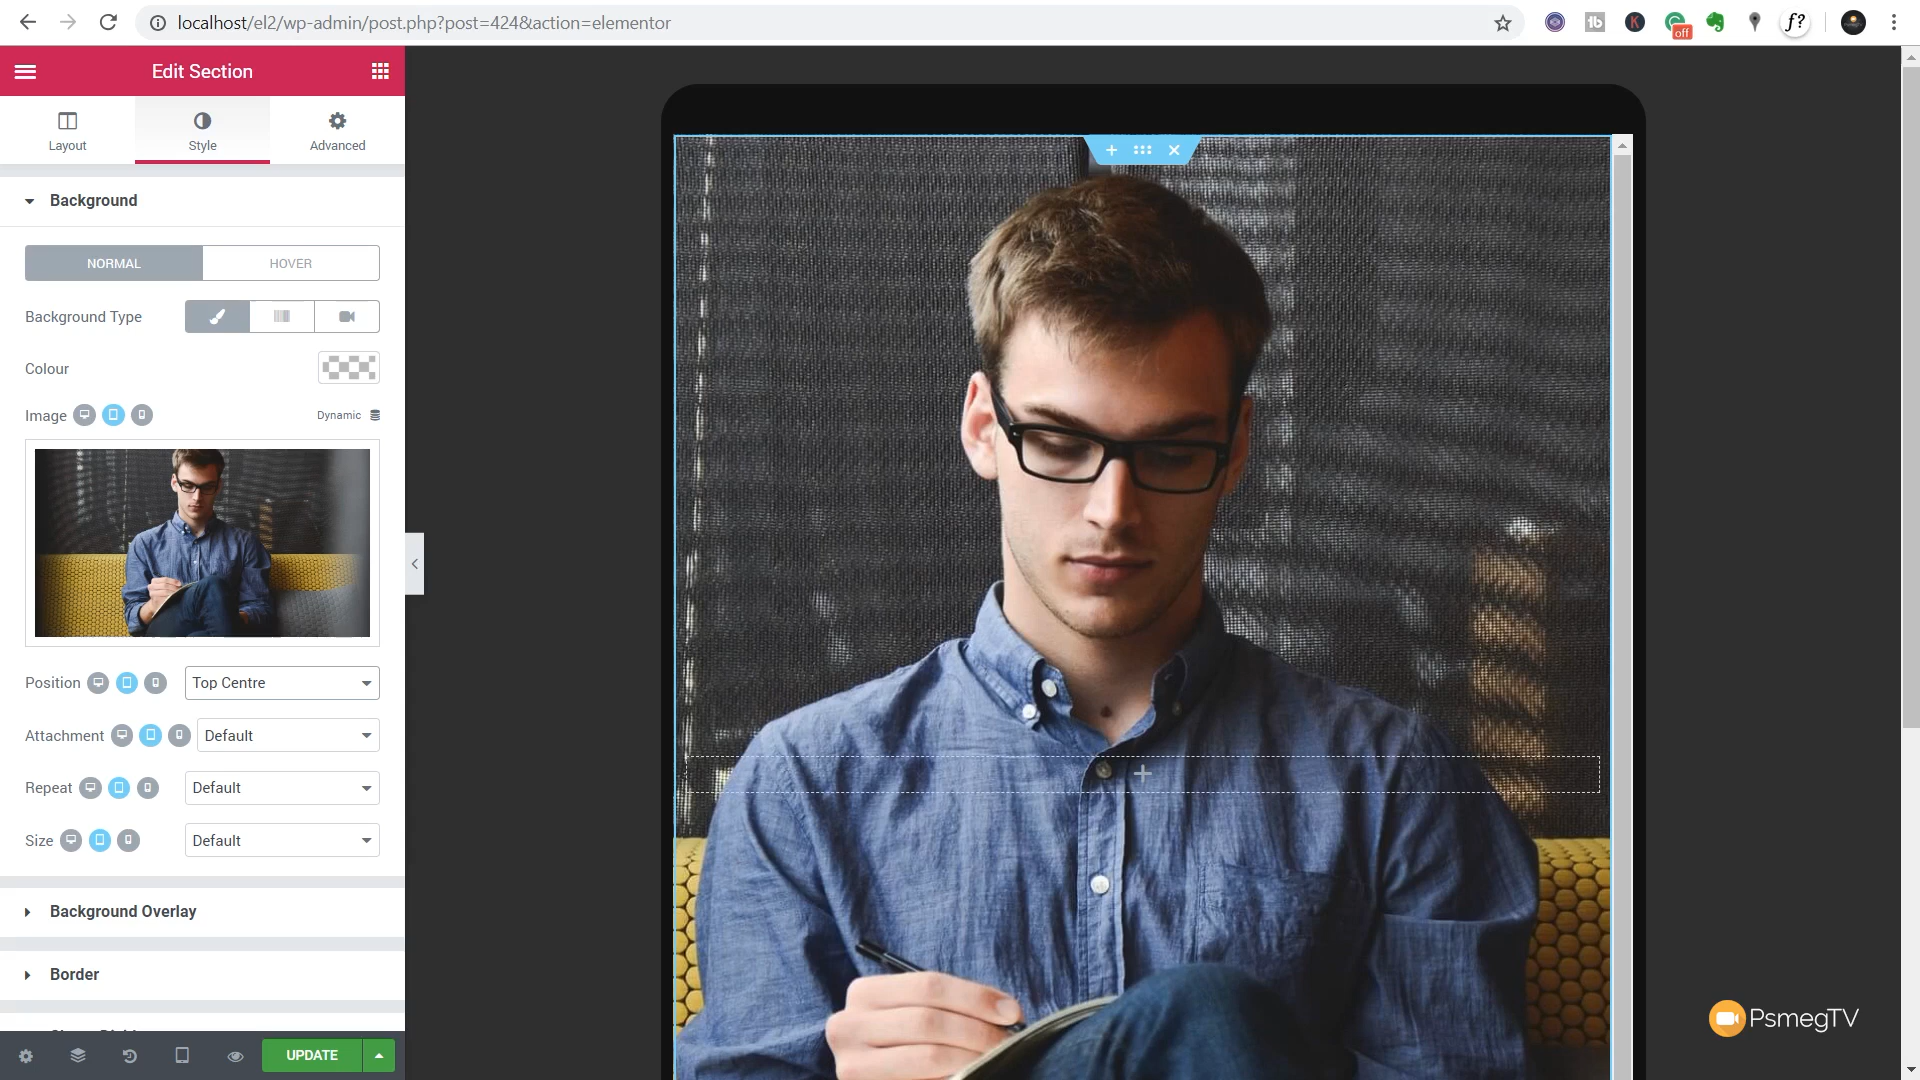 localhost/el2/wp-admin/post.php?post=424&action=elementor
tb
K
off
f?
Edit Section
Layout
Style
Advanced
Background
NORMAL
HOVER
Background Type
Colour
Image
Dynamic
Position
Top Centre
Attachment
Default
Repeat
Default
Size
Default
Background Overlay
Border
UPDATE
PsmegTV